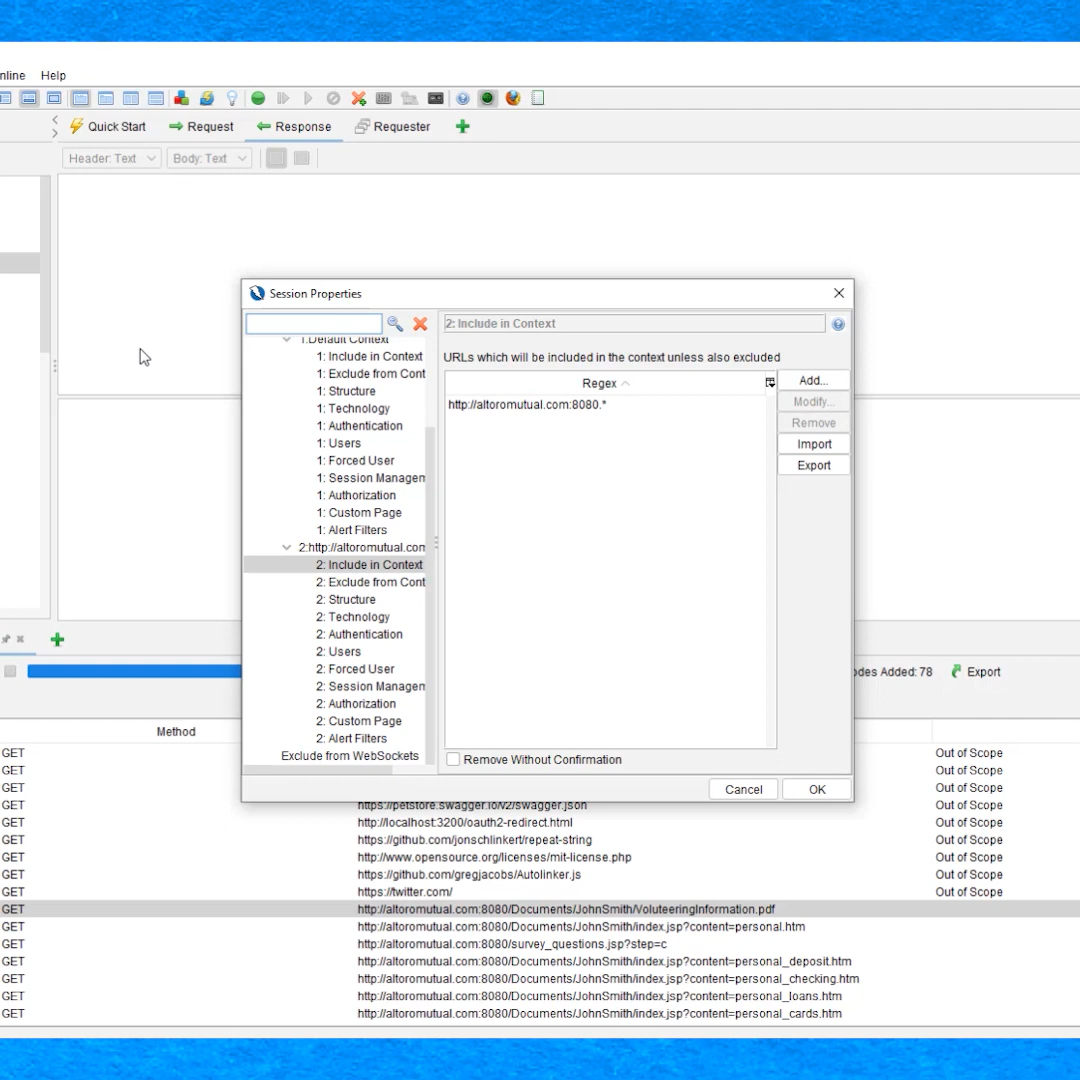 nline Help
Quick Start Request Response Requester
Header: Text Body: Text
Session Properties
2: Include in Context
1:Default Context
1: Include in Context
1: Exclude from Cont
1: Structure
1: Technology
1: Authentication
1: Users
1: Forced User
1: Session Managem
1: Authorization
1: Custom Page
1: Alert Filters
2:http://altoromutual.com
2: Include in Context
2: Exclude from Cont
2: Structure
2: Technology
2: Authentication
2: Users
2: Forced User
2: Session Managem
2: Authorization
2: Custom Page
2: Alert Filters
Exclude from WebSockets
URLs which will be included in the context unless also excluded
Regex
http://altoromutual.com:8080.*
Add...
Modify...
Remove
Import
Export
Remove Without Confirmation
Cancel OK
odes Added: 78 Export
Method
GET Out of Scope
GET Out of Scope
GET Out of Scope
GET https://petstore.swagger.io/v2/swagger.json Out of Scope
GET http://localhost:3200/oauth2-redirect.html Out of Scope
GET https://github.com/jonschlinkert/repeat-string Out of Scope
GET http://www.opensource.org/licenses/mit-license.php Out of Scope
GET https://github.com/gregjacobs/Autolinker.js Out of Scope
GET https://twitter.com/ Out of Scope
GET http://altoromutual.com:8080/Documents/JohnSmith/VoluteeringInformation.pdf
GET http://altoromutual.com:8080/Documents/JohnSmith/index.jsp?content=personal.htm
GET http://altoromutual.com:8080/survey_questions.jsp?step=c
GET http://altoromutual.com:8080/Documents/JohnSmith/index.jsp?content=personal_deposit.htm
GET http://altoromutual.com:8080/Documents/JohnSmith/index.jsp?content=personal_checking.htm
GET http://altoromutual.com:8080/Documents/JohnSmith/index.jsp?content=personal_loans.htm
GET http://altoromutual.com:8080/Documents/JohnSmith/index.jsp?content=personal_cards.htm